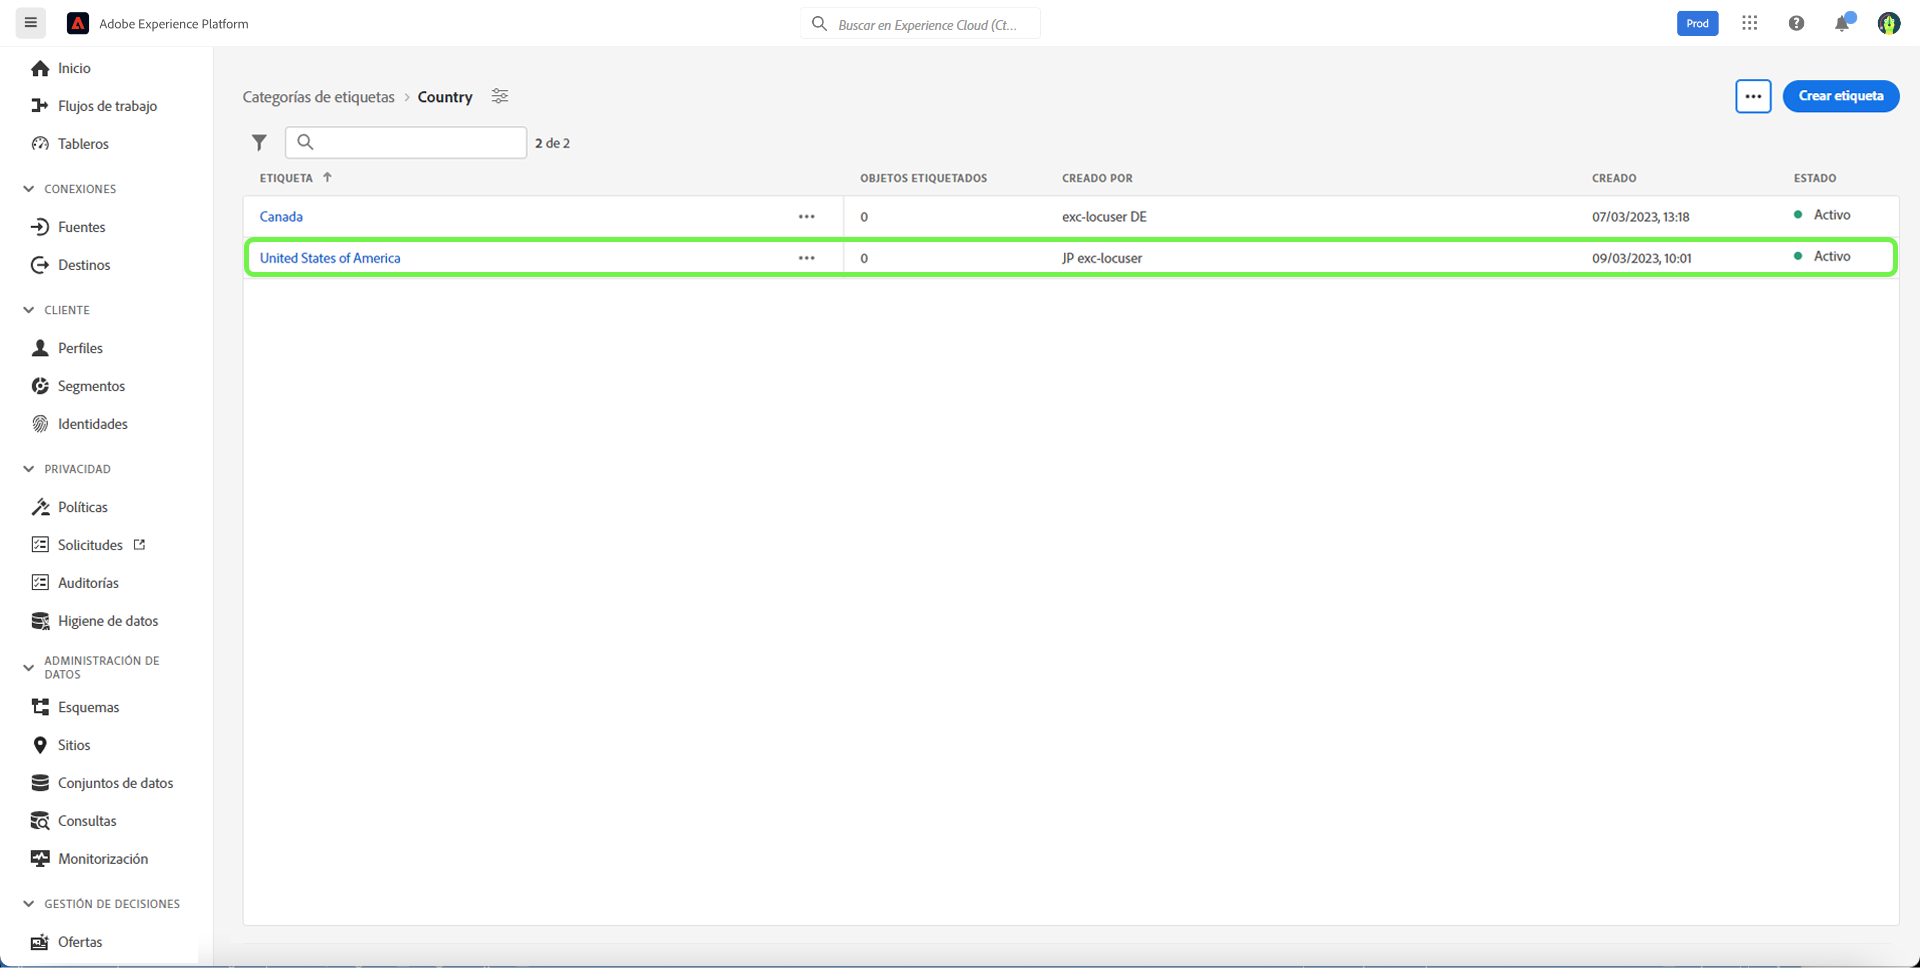 Adobe Experience Platform
Buscar en Experience Cloud (Ct...
Prod
Inicio
Flujos de trabajo
Tableros
CONEXIONES
Fuentes
Destinos
CLIENTE
Perfiles
Segmentos
Identidades
PRIVACIDAD
Políticas
Solicitudes
Auditorías
Higiene de datos
ADMINISTRACIÓN DE
DATOS
Esquemas
Sitios
Conjuntos de datos
Consultas
Monitorización
GESTIÓN DE DECISIONES
Ofertas
Categorías de etiquetas > Country
Crear etiqueta
2 de 2
ETIQUETA OBJETOS ETIQUETADOS CREADO POR CREADO ESTADO
Canada 0 exc-locuser DE 07/03/2023, 13:18 Activo
United States of America 0 JP exc-locuser 09/03/2023, 10:01 Activo